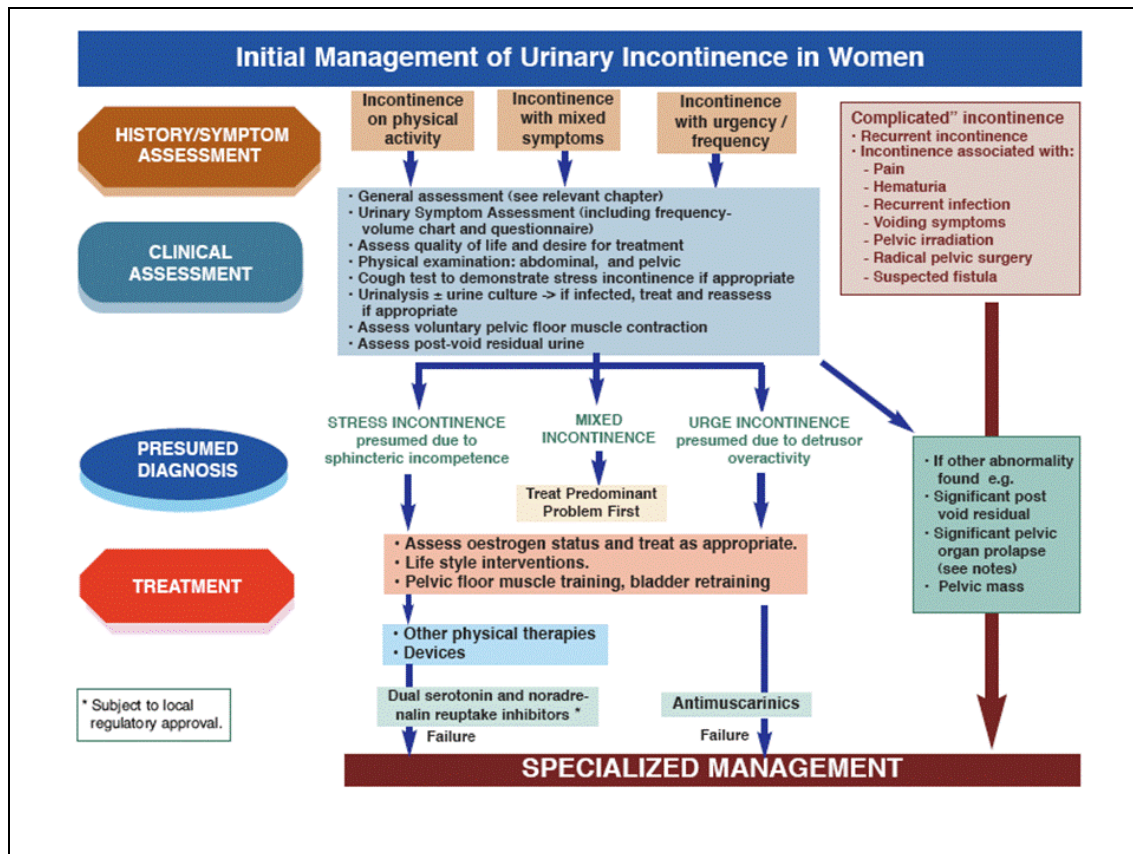 Initial Management of Urinary Incontinence in Women
HISTORY/SYMPTOM
ASSESSMENT
Incontinence
on physical
activity
Incontinence
with mixed
symptoms
Incontinence
with urgency /
frequency
Complicated” incontinence
• Recurrent incontinence
• Incontinence associated with:
- Pain
- Hematuria
- Recurrent infection
- Voiding symptoms
- Pelvic irradiation
- Radical pelvic surgery
- Suspected fistula
CLINICAL
ASSESSMENT
• General assessment (see relevant chapter)
• Urinary Symptom Assessment (including frequency-
volume chart and questionnaire)
• Assess quality of life and desire for treatment
• Physical examination: abdominal, and pelvic
• Cough test to demonstrate stress incontinence if appropriate
• Urinalysis ± urine culture -> if infected, treat and reassess
if appropriate
• Assess voluntary pelvic floor muscle contraction
• Assess post-void residual urine
PRESUMED
DIAGNOSIS
STRESS INCONTINENCE
presumed due to
sphincteric incompetence
MIXED
INCONTINENCE
URGE INCONTINENCE
presumed due to detrusor
overactivity
Treat Predominant
Problem First
• If other abnormality
found e.g.
• Significant post
void residual
• Significant pelvic
organ prolapse
(see notes)
• Pelvic mass
TREATMENT
• Assess oestrogen status and treat as appropriate.
• Life style interventions.
• Pelvic floor muscle training, bladder retraining
• Other physical therapies
• Devices
* Subject to local
regulatory approval.
Dual serotonin and noradre-
nalin reuptake inhibitors *
Antimuscarinics
Failure
Failure
SPECIALIZED MANAGEMENT